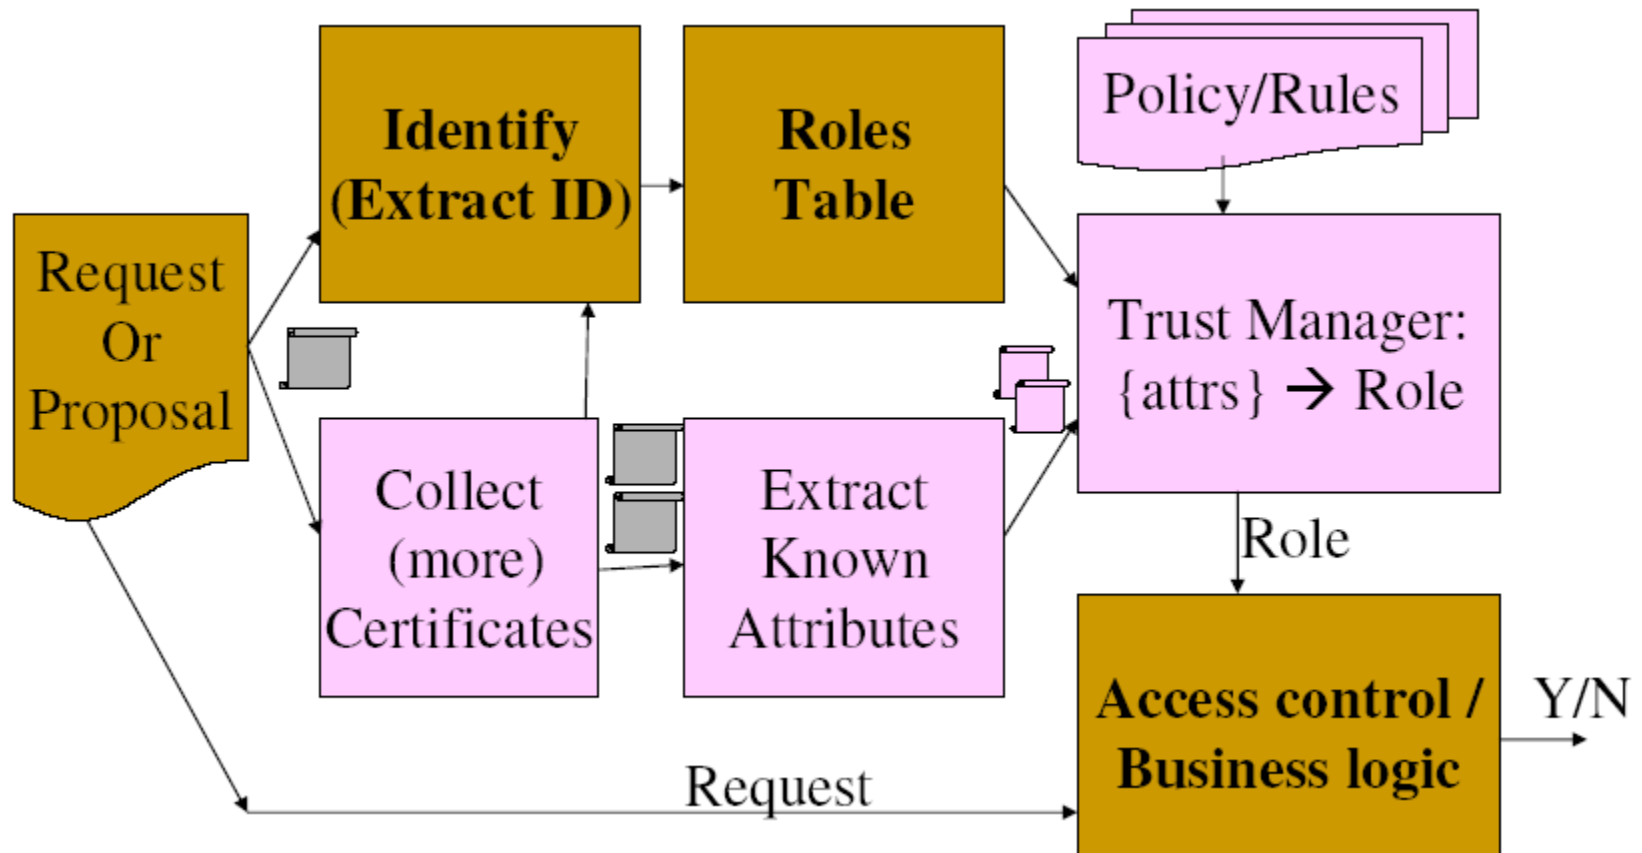 Identify
(Extract ID)
Roles
Table
Policy/Rules
Request
Or
Proposal
Trust Manager:
{attrs} → Role
Collect
(more)
Certificates
Extract
Known
Attributes
Role
Access control /
Business logic
Y/N
Request